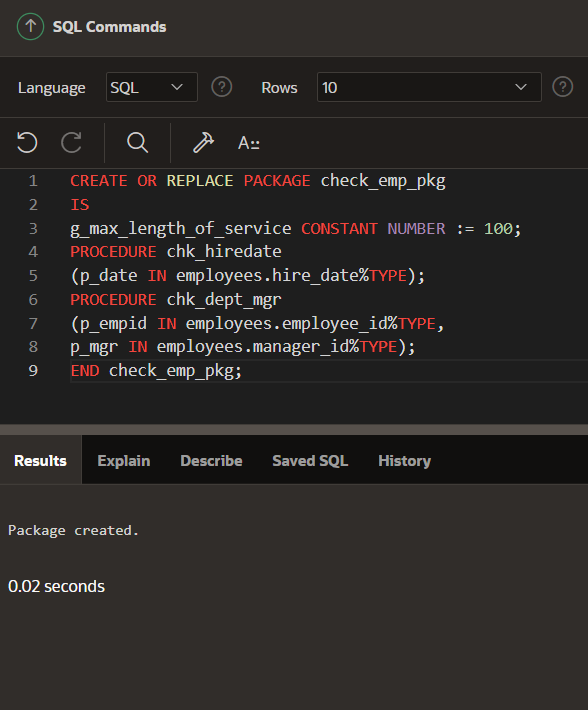 SQL Commands
Language SQL ? Rows 10 ?
A::
1 CREATE OR REPLACE PACKAGE check_emp_pkg
2 IS
3 g_max_length_of_service CONSTANT NUMBER := 100;
4 PROCEDURE chk_hiredate
5 (p_date IN employees.hire_date%TYPE);
6 PROCEDURE chk_dept_mgr
7 (p_empid IN employees.employee_id%TYPE,
8 p_mgr IN employees.manager_id%TYPE);
9 END check_emp_pkg;
Results Explain Describe Saved SQL History
Package created.
0.02 seconds